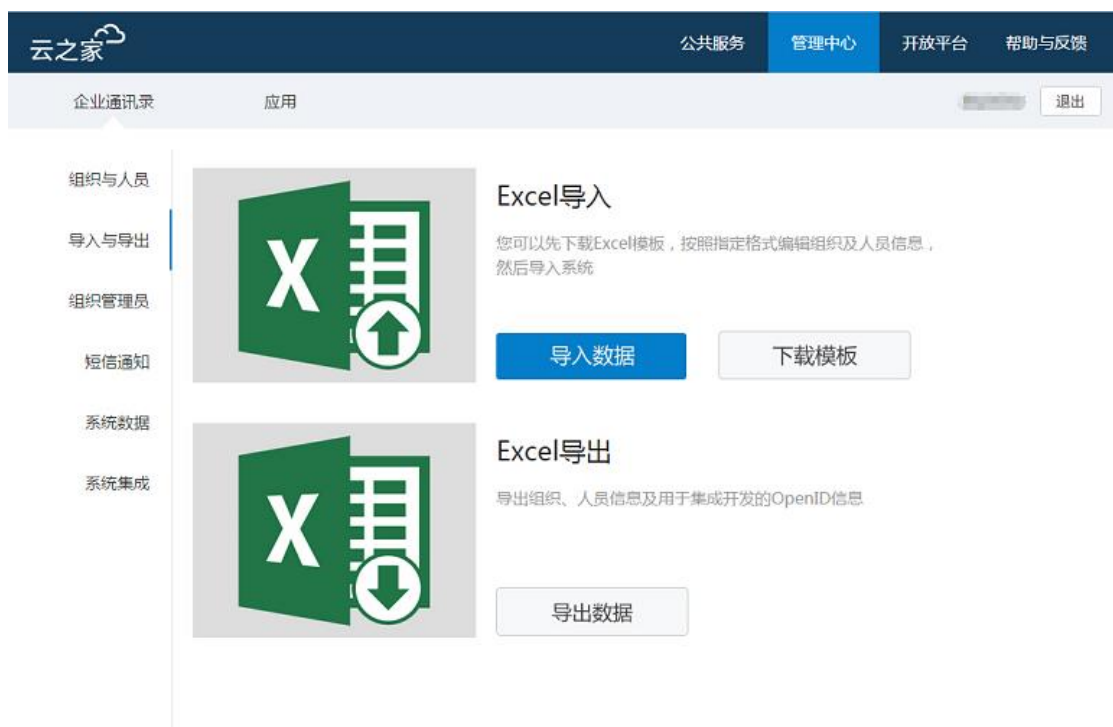 云之家
公共服务 管理中心 开放平台 帮助与反馈
企业通讯录 应用 退出
组织与人员
导入与导出
组织管理员
短信通知
系统数据
系统集成
X
Excel导入
您可以先下载Excel模板，按照指定格式编辑组织及人员信息，
然后导入系统
导入数据 下载模板
X
Excel导出
导出组织、人员信息及用于集成开发的OpenID信息
导出数据